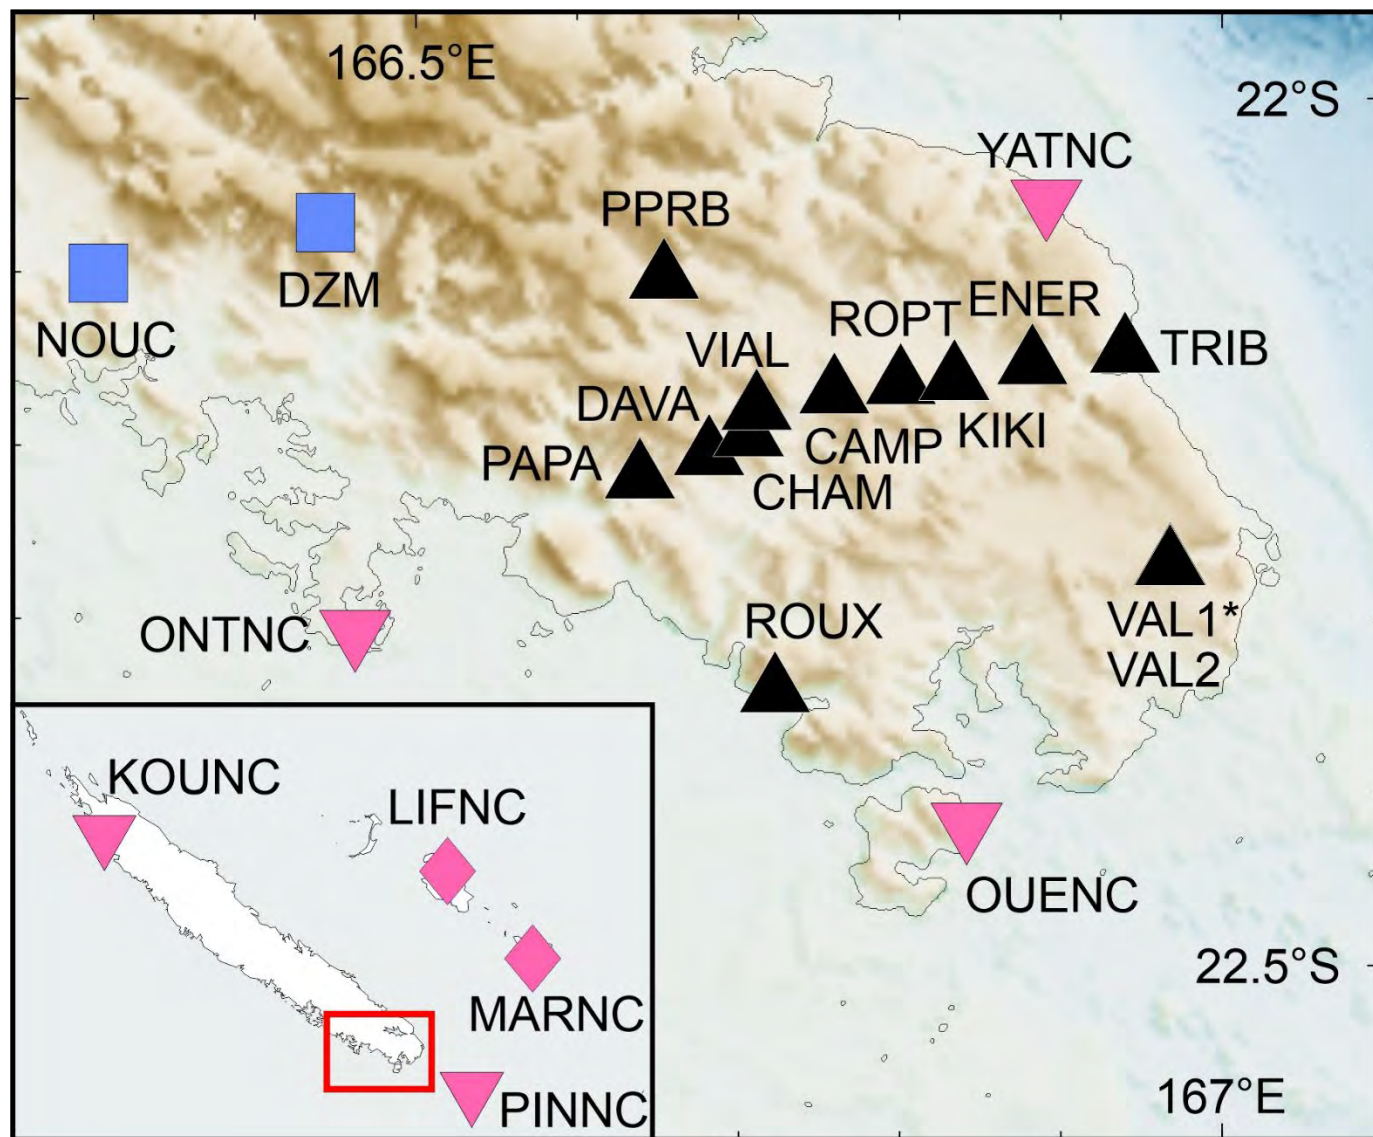 166.5°E
22°S
YATNC
PPRB
DZM
NOUC
ENER
ROPT
VIAL
TRIB
DAVA
KIKI
CAMP
PAPA
CHAM
ROUX
VAL1*
VAL2
ONTNC
KOUNC
LIFNC
OUENC
MARNC
22.5°S
PINNC
167°E